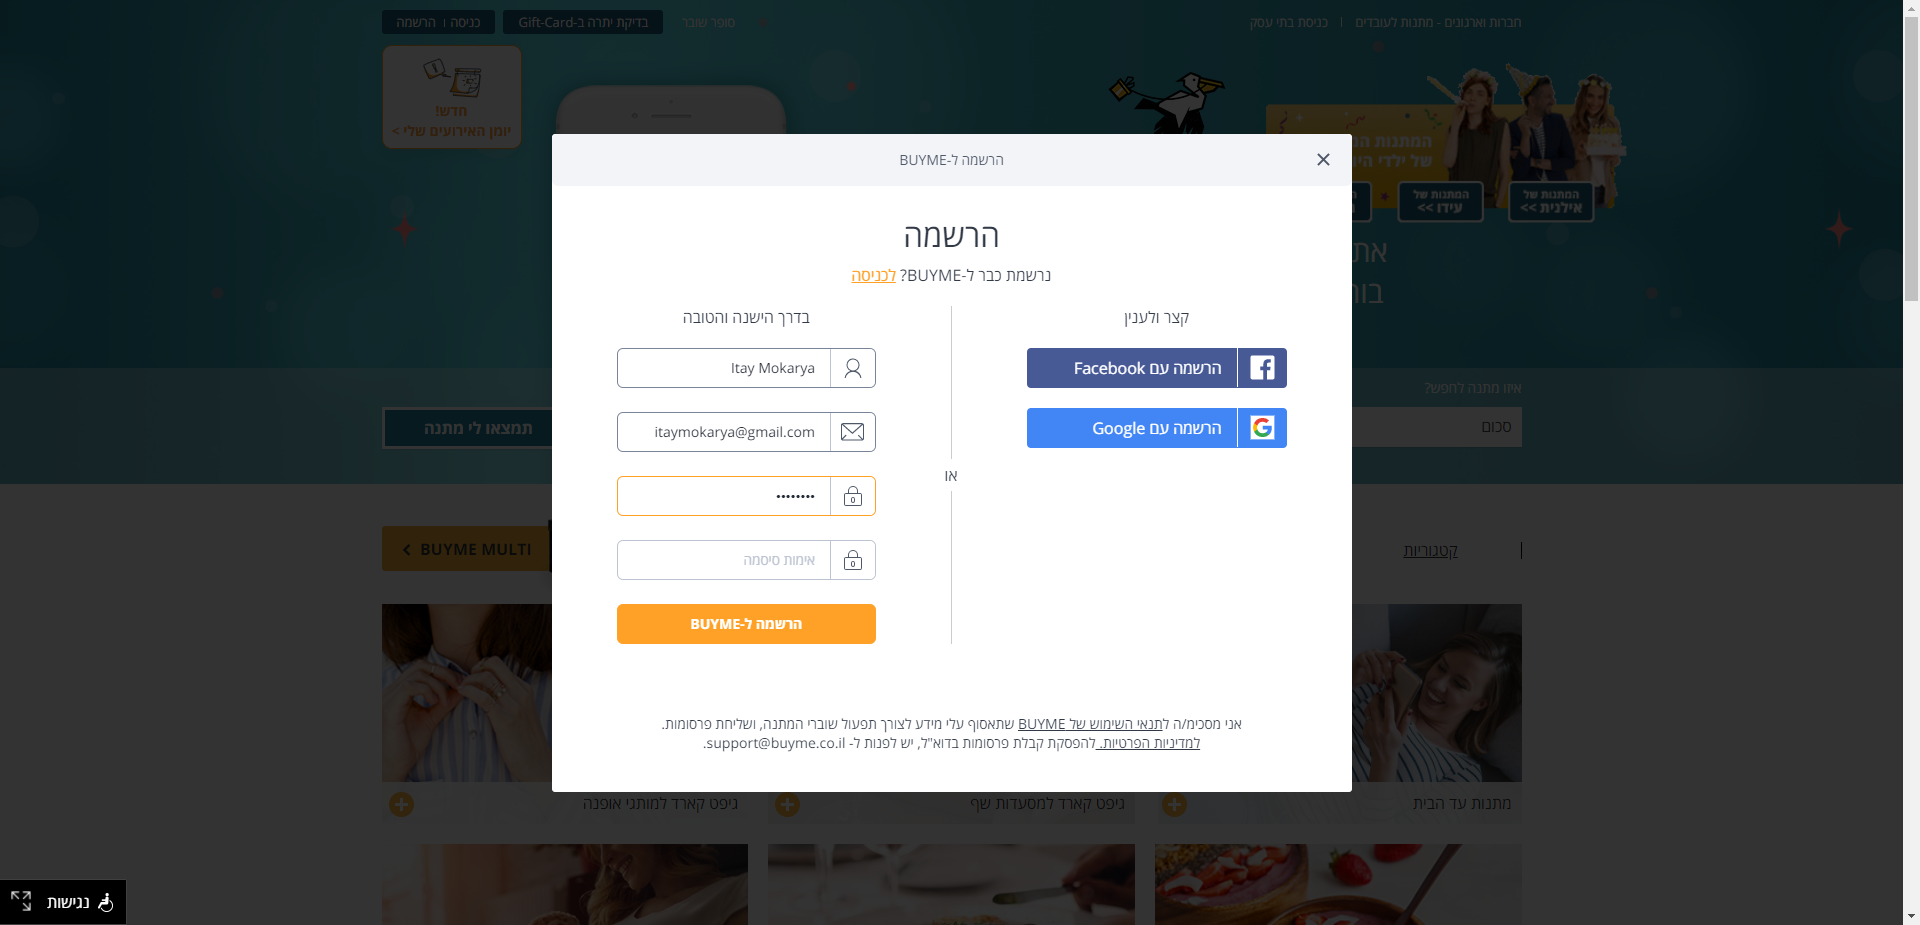 חברות וארגונים - מתנות לעובדים | כניסת בתי עסק
סופר שובר
בדיקת יתרה ב-Gift-Card
כניסה | הרשמה
חדש!
יומן האירועים שלי >
המתנות של
אילנית >>
המתנות של
עידו >>
הרשמה ל-BUYME
הרשמה
נרשמת כבר ל-BUYME? לכניסה
קצר ולענין
הרשמה עם Facebook
הרשמה עם Google
או
בדרך הישנה והטובה
Itay Mokarya
itaymokarya@gmail.com
••••••••
אימות סיסמה
הרשמה ל-BUYME
אני מסכימ/ה לתנאי השימוש של BUYME שתאסוף עלי מידע לצורך תפעול שוברי המתנה, ושליחת פרסומות.
למדיניות הפרטיות. להפסקת קבלת פרסומות בדוא"ל, יש לפנות ל- support@buyme.co.il.
איזו מתנה לחפש?
סכום
תמצאו לי מתנה
קטגוריות
BUYME MULTI
מתנות עד הבית
גיפט קארד למסעדות שף
גיפט קארד למותגי אופנה
נגישות